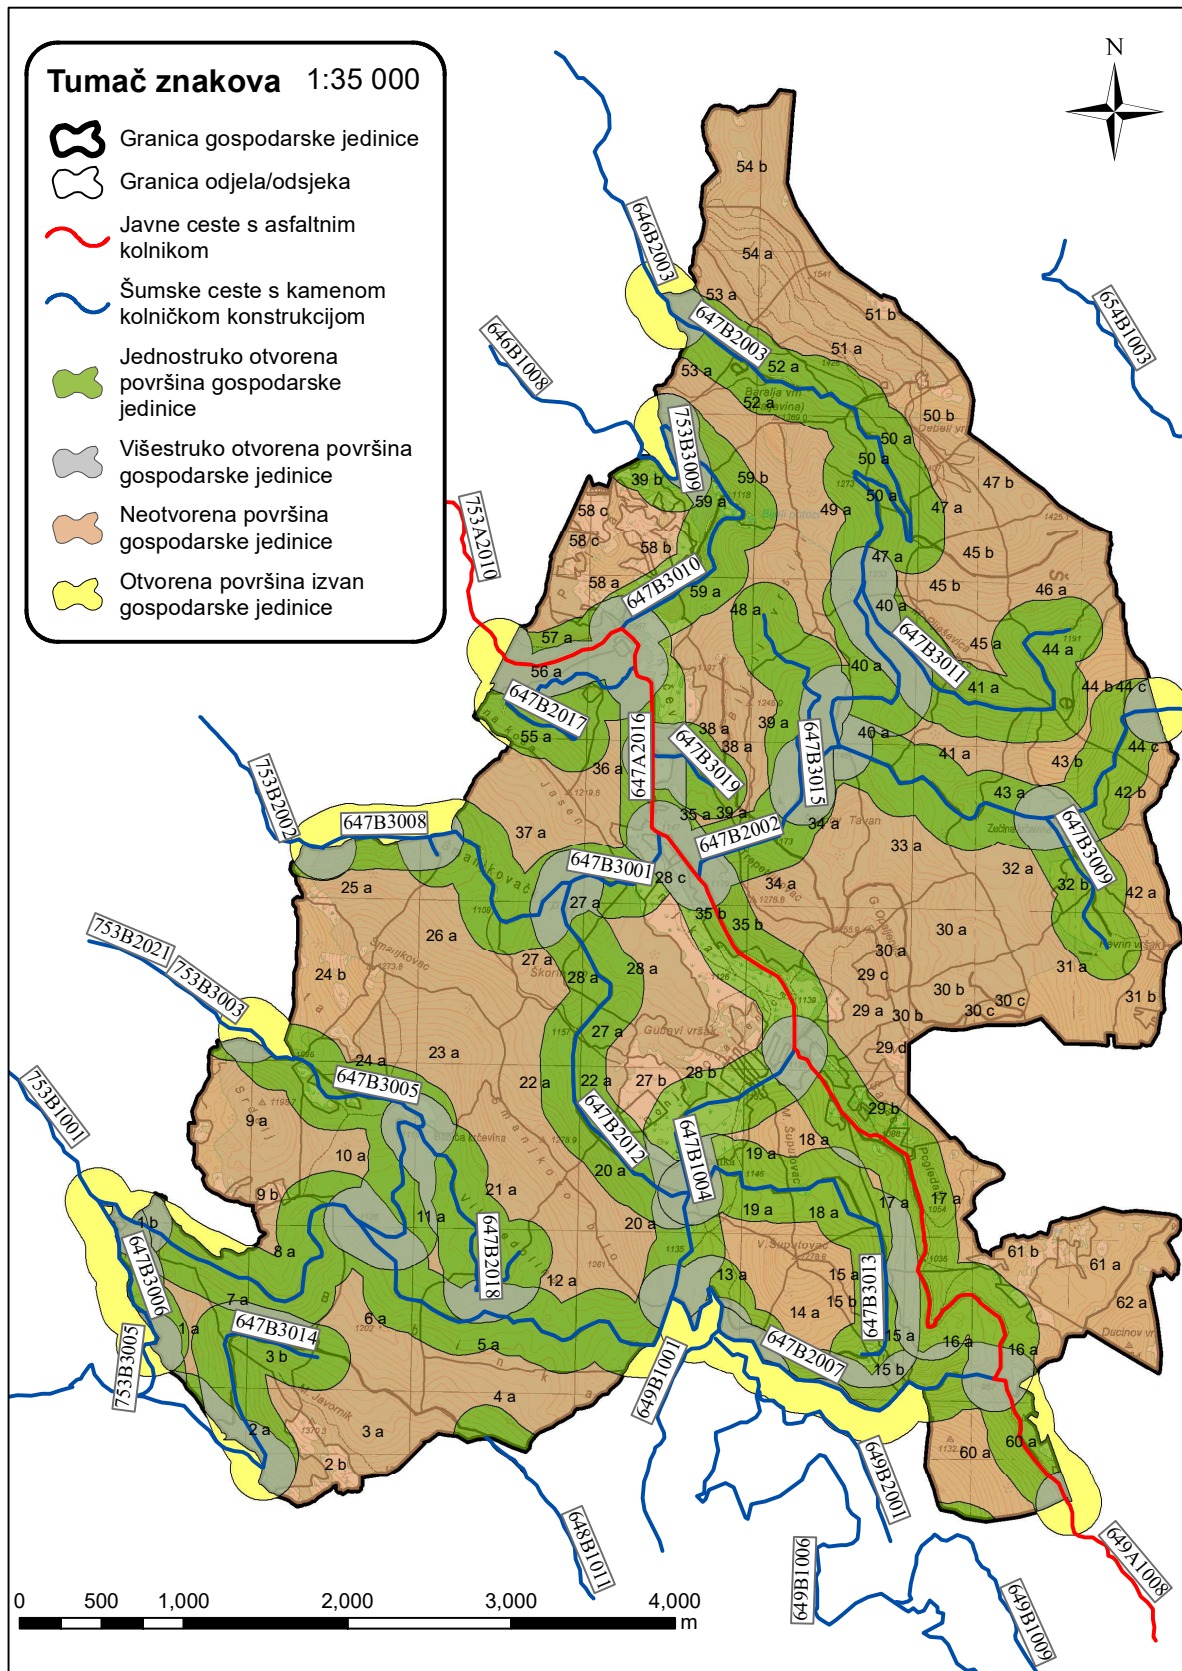 Tumač znakova 1:35 000
Granica gospodarske jedinice
Granica odjela/odsjeka
Javne ceste s asfaltnim
kolnikom
Šumske ceste s kamenom
kolničkom konstrukcijom
Jednostruko otvorena
površina gospodarske
jedinice
Višestruko otvorena površina
gospodarske jedinice
Neotvorena površina
gospodarske jedinice
Otvorena površina izvan
gospodarske jedinice
N
54 b
54 a
646B2003
53 a
51 b
654B1003
647B2003
51 a
646B1008
53 a
52 a
52 a
50 b
50 a
50 a
753B3009
39 b
59 b
47 b
50 a
59 a
49 a
47 a
58 c
753A2010
58 c
58 b
45 b
47 a
58 a
647B3010
59 a
45 b
46 a
48 a
40 a
57 a
647B3011
45 a
44 a
56 a
40 a
41 a
44 b
44 c
647B2017
39 a
55 a
38 a
38 a
40 a
44 c
647A2016
647B3015
41 a
43 b
36 a
647B3019
42 b
753B2002
43 a
647B3008
35 a
39 a
647B2002
34 a
37 a
33 a
647B3009
647B3001
28 c
32 a
32 b
25 a
34 a
42 a
27 a
35 b
35 b
26 a
30 a
753B2021
27 a
28 a
28 a
30 a
31 a
24 b
29 c
753B3003
30 b
30 c
31 b
29 a
30 b
30 c
27 a
Gučevi vršak
29 d
24 a
23 a
753B1001
647B3005
22 a
22 a
27 b
28 b
29 b
9 a
647B2012
647B1004
18 a
10 a
19 a
20 a
21 a
9 b
17 a
17 a
1 b
11 a
20 a
19 a
18 a
8 a
647B2018
61 b
647B3006
12 a
13 a
15 a
647B3013
61 a
7 a
15 b
62 a
6 a
14 a
1 a
647B3014
5 a
15 a
16 a
16 a
3 b
647B2007
15 b
753B3005
649B1001
4 a
2 a
3 a
60 a
60 a
2 b
649B2001
648B1011
649B1006
649A1008
649B1009
0 500 1,000 2,000 3,000 4,000
m